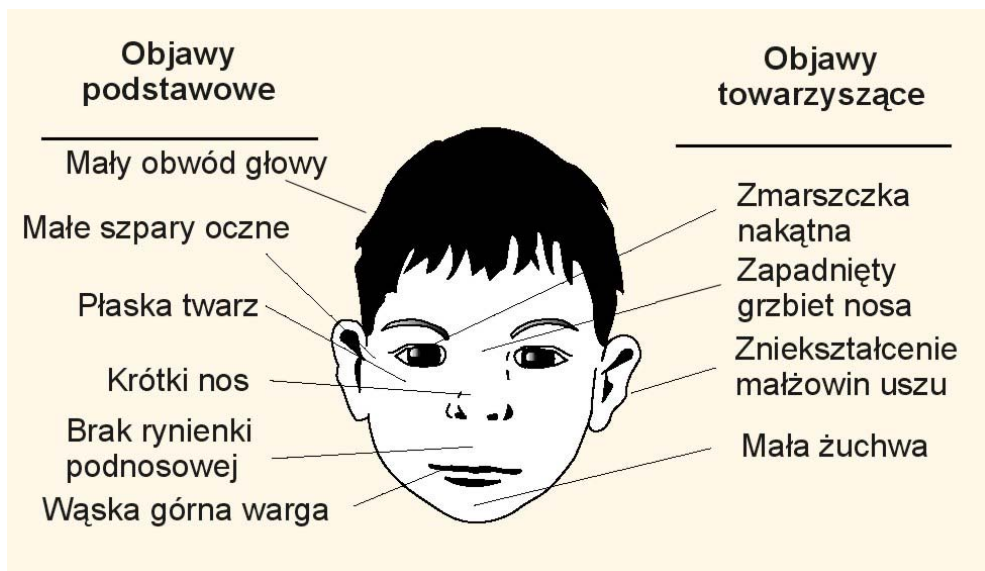 Objawy
podstawowe
Mały obwód głowy
Małe szpary oczne
Płaska twarz
Krótki nos
Brak rynienki
podnosowej
Wąska górna warga
Objawy
towarzyszące
Zmarszczka
nakątna
Zapadnięty
grzbiet nosa
Zniekształcenie
małżowin uszu
Mała żuchwa